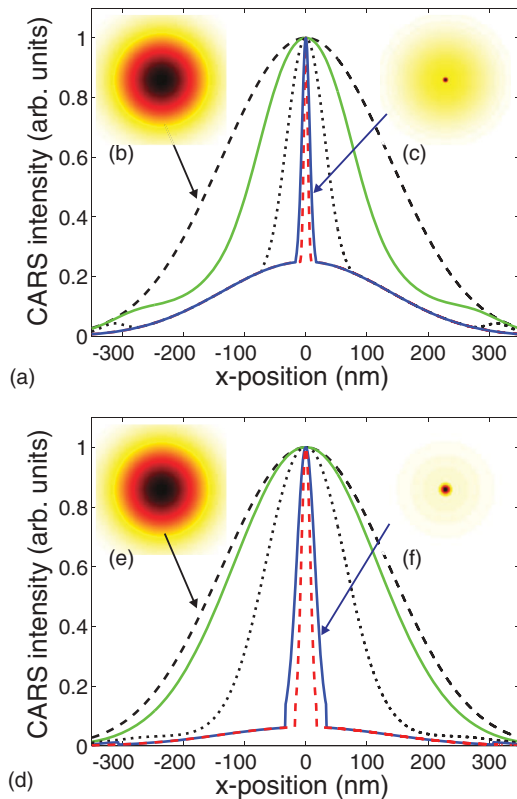 1
0.8
0.6
0.4
0.2
0
CARS intensity (arb. units)
(b)
(c)
-300 -200 -100 0 100 200 300
x-position (nm)
(a)
1
0.8
0.6
0.4
0.2
0
CARS intensity (arb. units)
(e)
(f)
-300 -200 -100 0 100 200 300
x-position (nm)
(d)